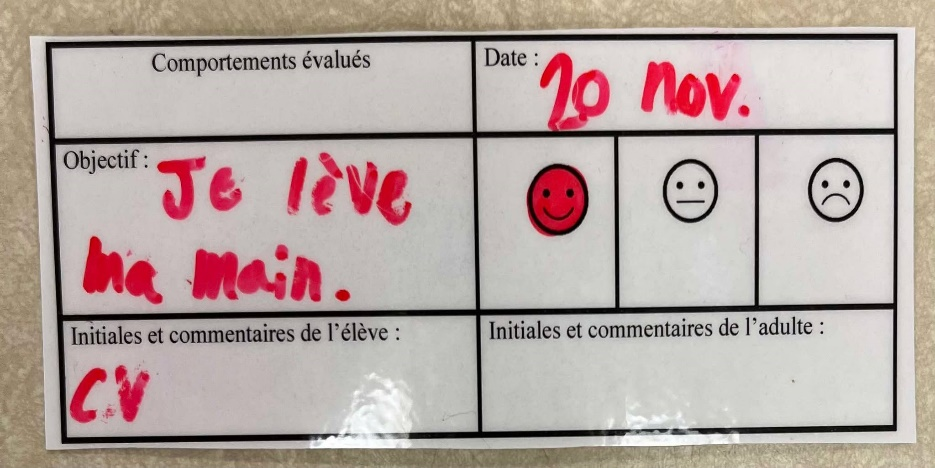 Comportements évalués
Date : 20 nov.
Objectif : Je lève
ma main.
Initiales et commentaires de l'élève :
CV
Initiales et commentaires de l'adulte :